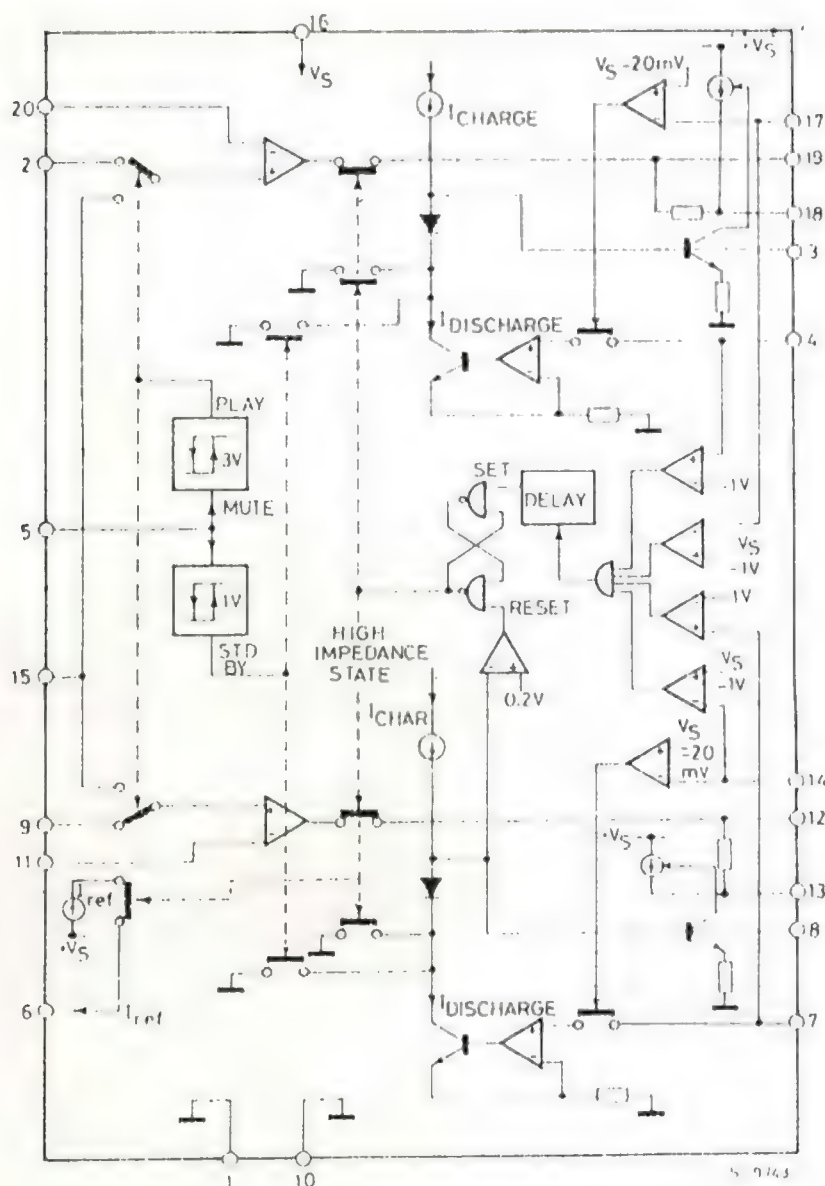 16
VS
+VS
20
VS-20mV
ICHARGE
17
2
19
18
3
IDISCHARGE
4
PLAY
3V
SET
DELAY
1V
MUTE
5
VS
-1V
1V
1V
RESET
STD
BY
HIGH
IMPEDANCE
STATE
15
0.2V
VS
-1V
ICHAR
VS
=20
mV
14
9
12
+VS
11
Iref
13
+VS
8
6
Iref
IDISCHARGE
7
1
10